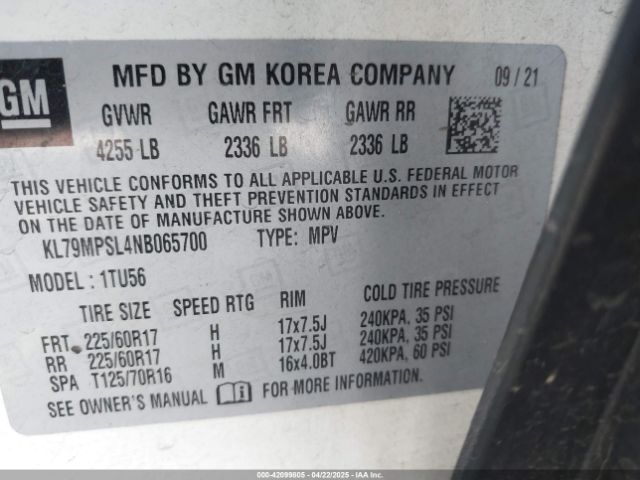 GM
MFD BY GM KOREA COMPANY 09/21
GVWR GAWR FRT GAWR RR
4255 LB 2336 LB 2336 LB
THIS VEHICLE CONFORMS TO ALL APPLICABLE U.S. FEDERAL MOTOR
VEHICLE SAFETY AND THEFT PREVENTION STANDARDS IN EFFECT
ON THE DATE OF MANUFACTURE SHOWN ABOVE.
KL79MPSL4NB065700 TYPE: MPV
MODEL: 1TU56
TIRE SIZE SPEED RTG RIM COLD TIRE PRESSURE
FRT 225/60R17 H 17x7.5J 240KPA, 35 PSI
RR 225/60R17 H 17x7.5J 240KPA, 35 PSI
SPA T125/70R16 M 16x4.0BT 420KPA, 60 PSI
SEE OWNER'S MANUAL FOR MORE INFORMATION.
000-42099805 - 04/22/2025 - IAAI.COM